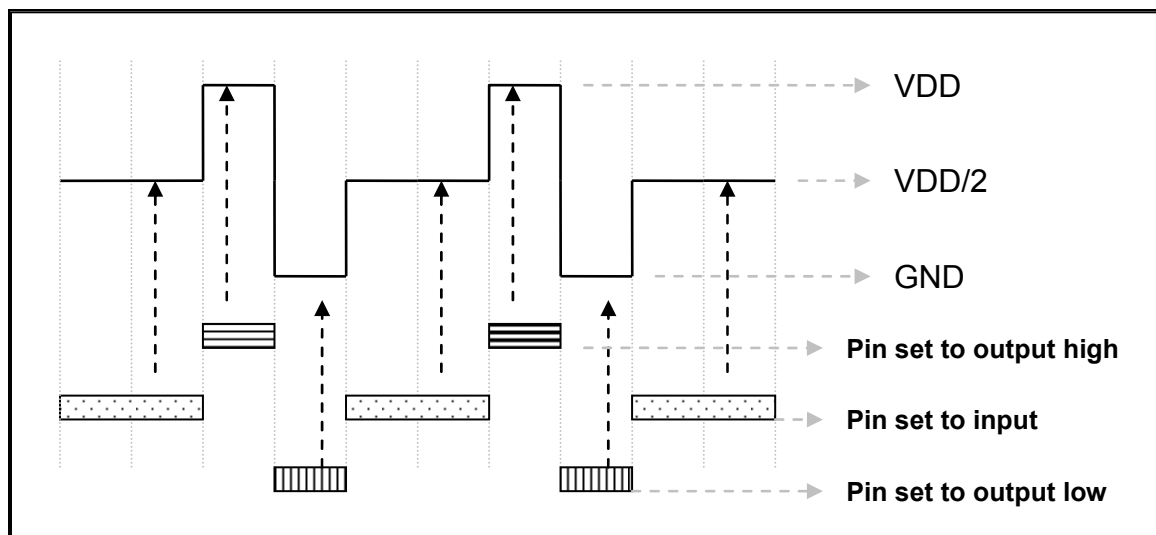 VDD
VDD/2
GND
Pin set to output high
Pin set to input
Pin set to output low